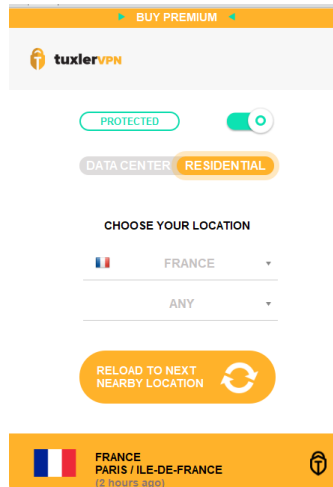 BUY PREMIUM
tuxlerVPN
PROTECTED
DATA CENTER RESIDENTIAL
CHOOSE YOUR LOCATION
FRANCE
ANY
RELOAD TO NEXT
NEARBY LOCATION
FRANCE
PARIS / ILE-DE-FRANCE
(2 hours ago)